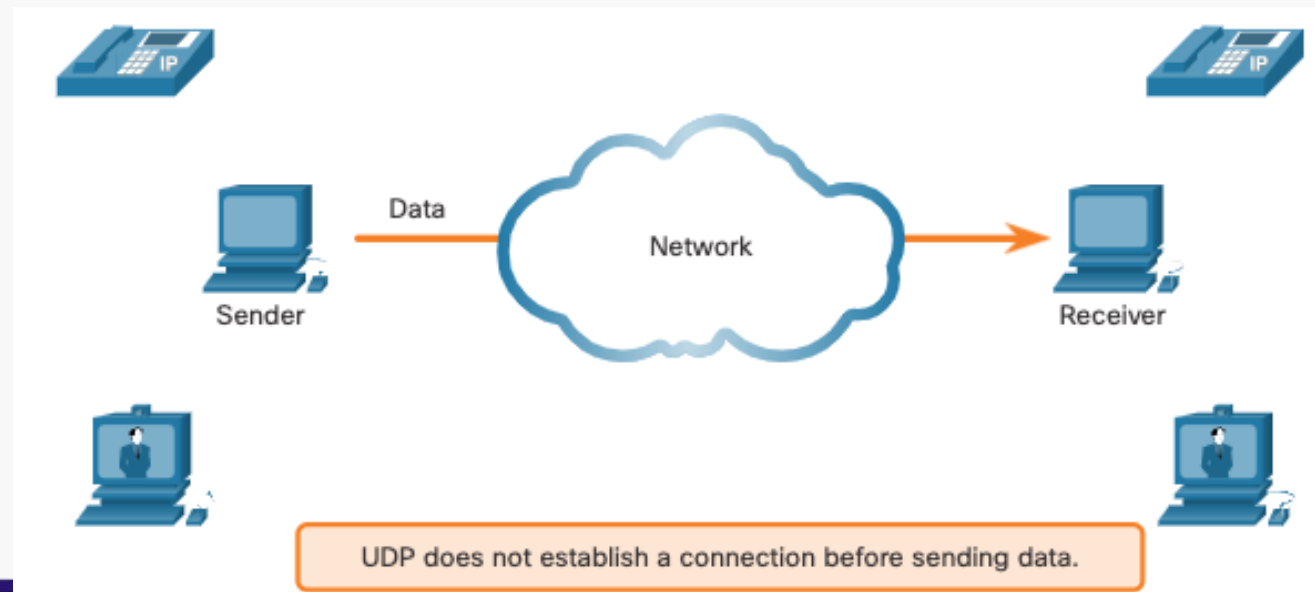 IP
IP
Data
Network
Sender
Receiver
UDP does not establish a connection before sending data.